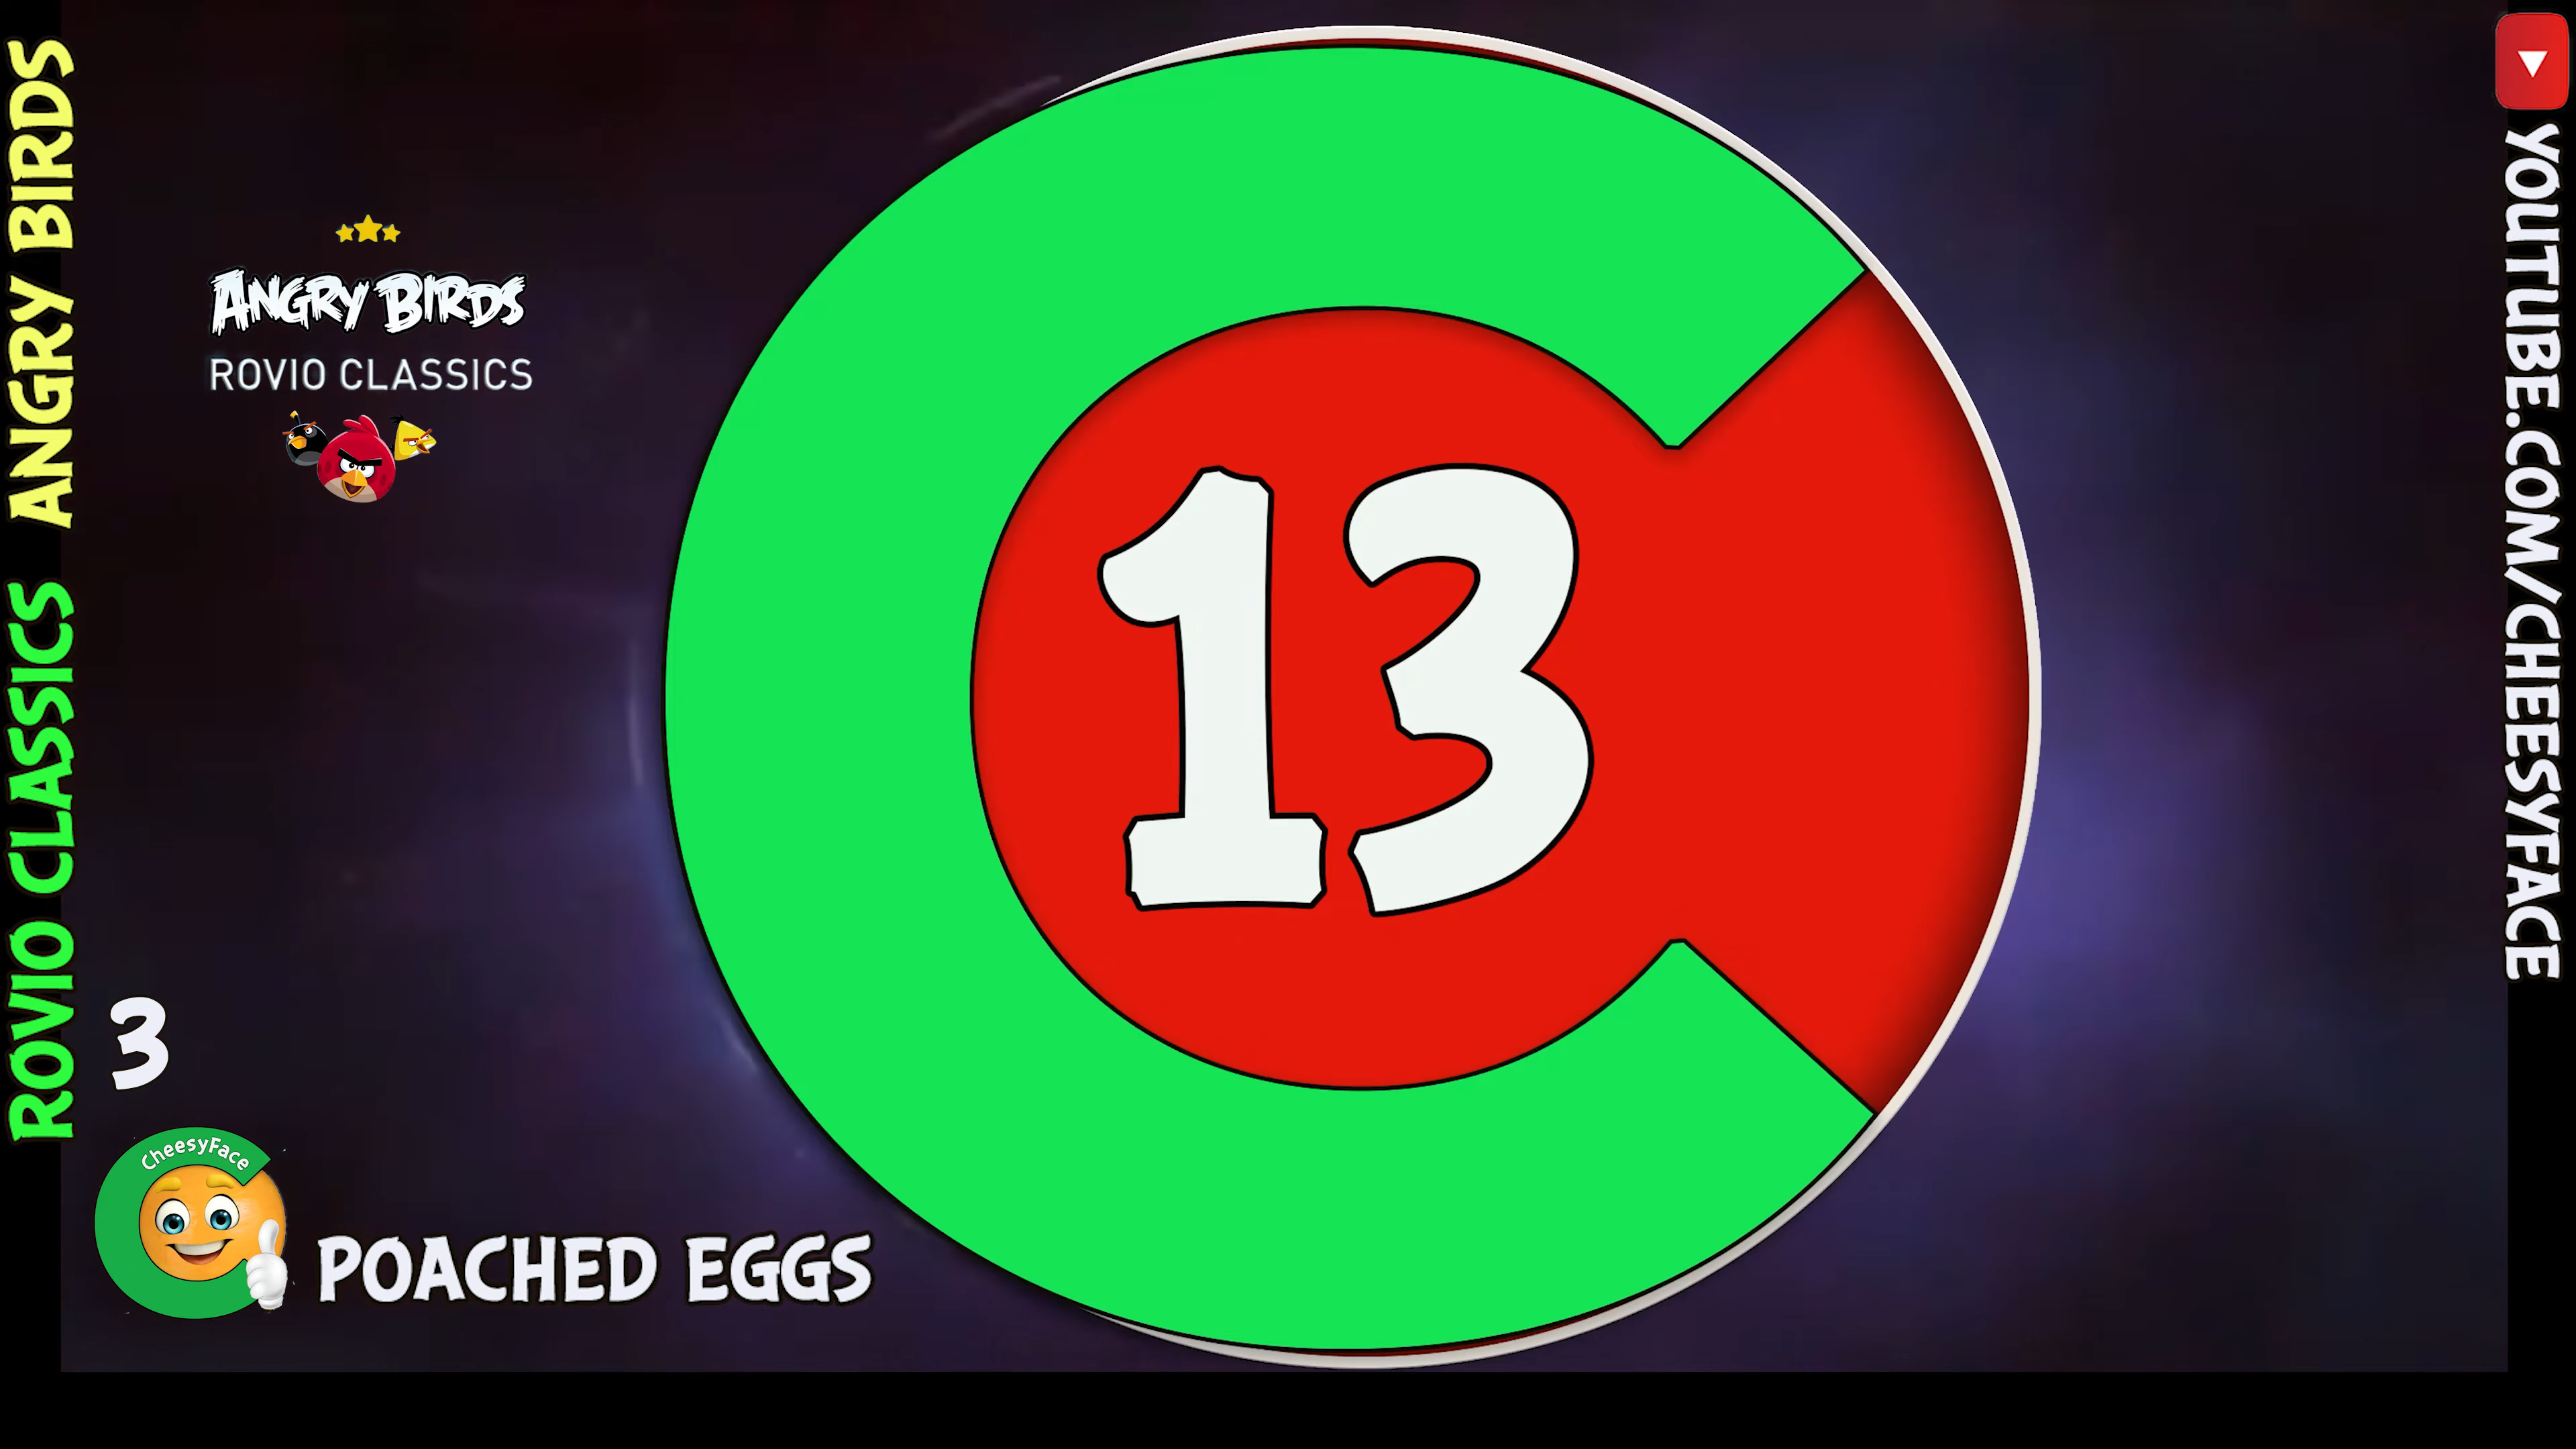 ROVIO CLASSICS ANGRY BIRDS
ANGRY BIRDS
ROVIO CLASSICS
13
3
CheesyFace
POACHED EGGS
YOUTUBE.COM/CHEESYFACE